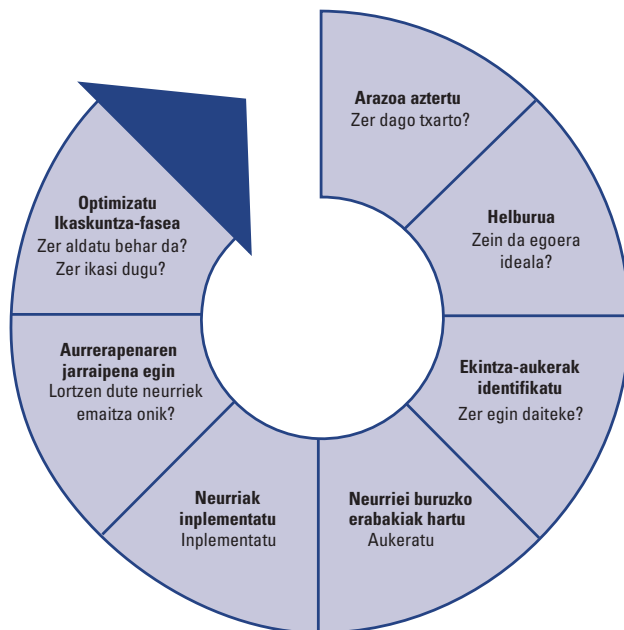 Arazoa aztertu
Zer dago txarto?
Helburua
Zein da egoera
ideala?
Ekintza-aukerak
identifikatu
Zer egin daiteke?
Neurriei buruzko
erabakiak hartu
Aukeratu
Neurriak
inplementatu
Inplementatu
Aurrerapenaren
jarraipena egin
Lortzen dute neurriek
emaitza onik?
Optimizatu
Ikaskuntza-fasea
Zer aldatu behar da?
Zer ikasi dugu?